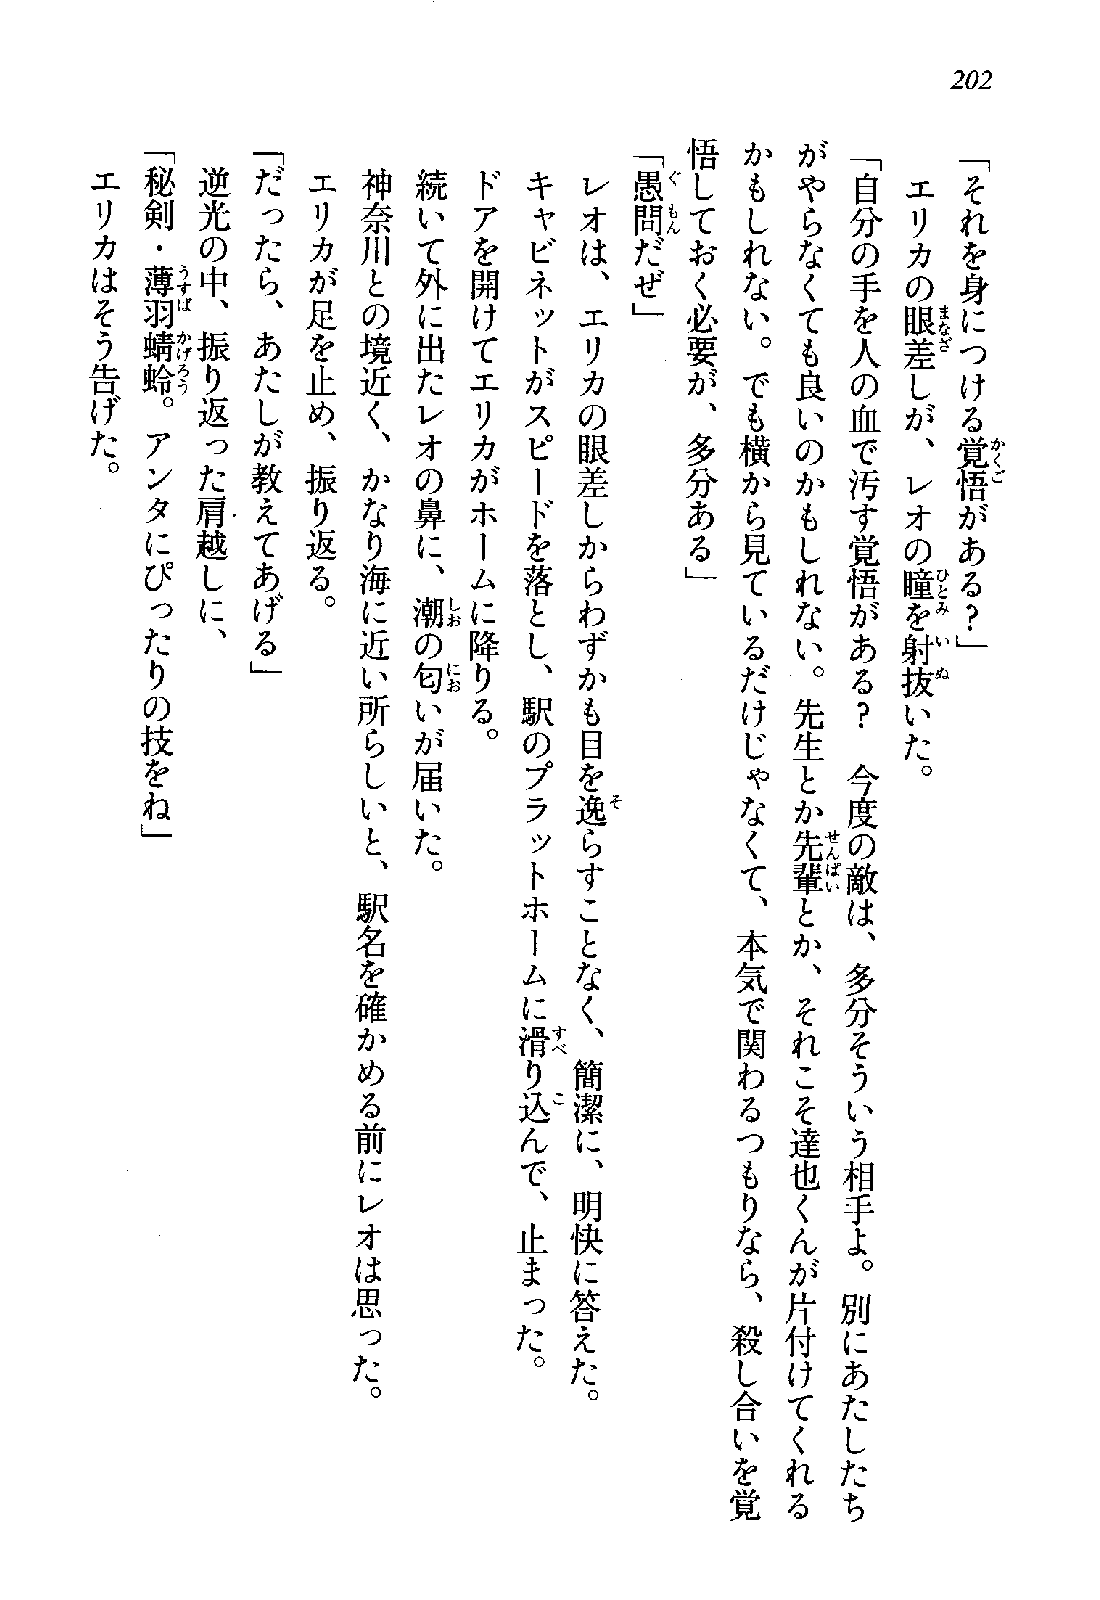 202
「それを身につける覚悟がある?」
エリカの眼差しが、レオの瞳を射抜いた。
「自分の手を人の血で汚す覚悟がある? 今度の敵は、多分そういう相手よ。別にあたしたち
がやらなくても良いのかもしれない。先生とか先輩とか、それこそ達也くんが片付けてくれる
かもしれない。でも横から見ているだけじゃなくて、本気で関わるつもりなら、殺し合いを覚
悟しておく必要が、多分ある」
「愚問だぜ」
レオは、エリカの眼差しからわずかも目を逸らすことなく、簡潔に、明快に答えた。
キャビネットがスピードを落とし、駅のプラットホームに滑り込んで、止まった。
ドアを開けてエリカがホームに降りる。
続いて外に出たレオの鼻に、潮の匂いが届いた。
神奈川との境近く、かなり海に近い所らしいと、駅名を確かめる前にレオは思った。
エリカが足を止め、振り返る。
「だったら、あたしが教えてあげる」
逆光の中、振り返った肩越しに、
「秘剣・薄羽蜻蛉。アンタにぴったりの技をね」
エリカはそう告げた。